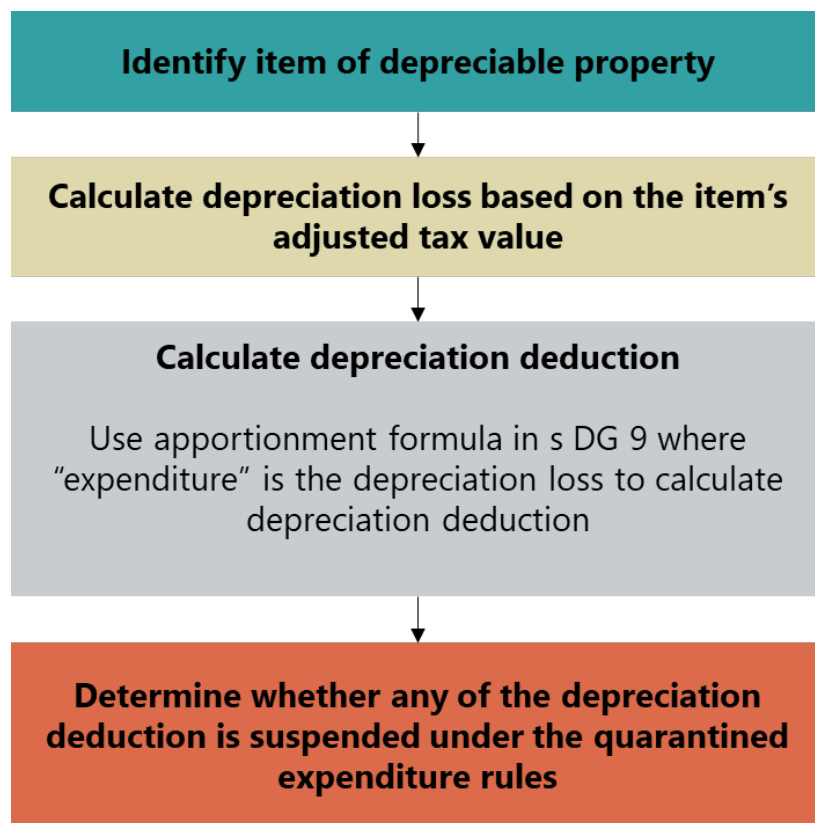 Identify item of depreciable property
Calculate depreciation loss based on the item’s
adjusted tax value
Calculate depreciation deduction
Use apportionment formula in s DG 9 where
“expenditure” is the depreciation loss to calculate
depreciation deduction
Determine whether any of the depreciation
deduction is suspended under the quarantined
expenditure rules